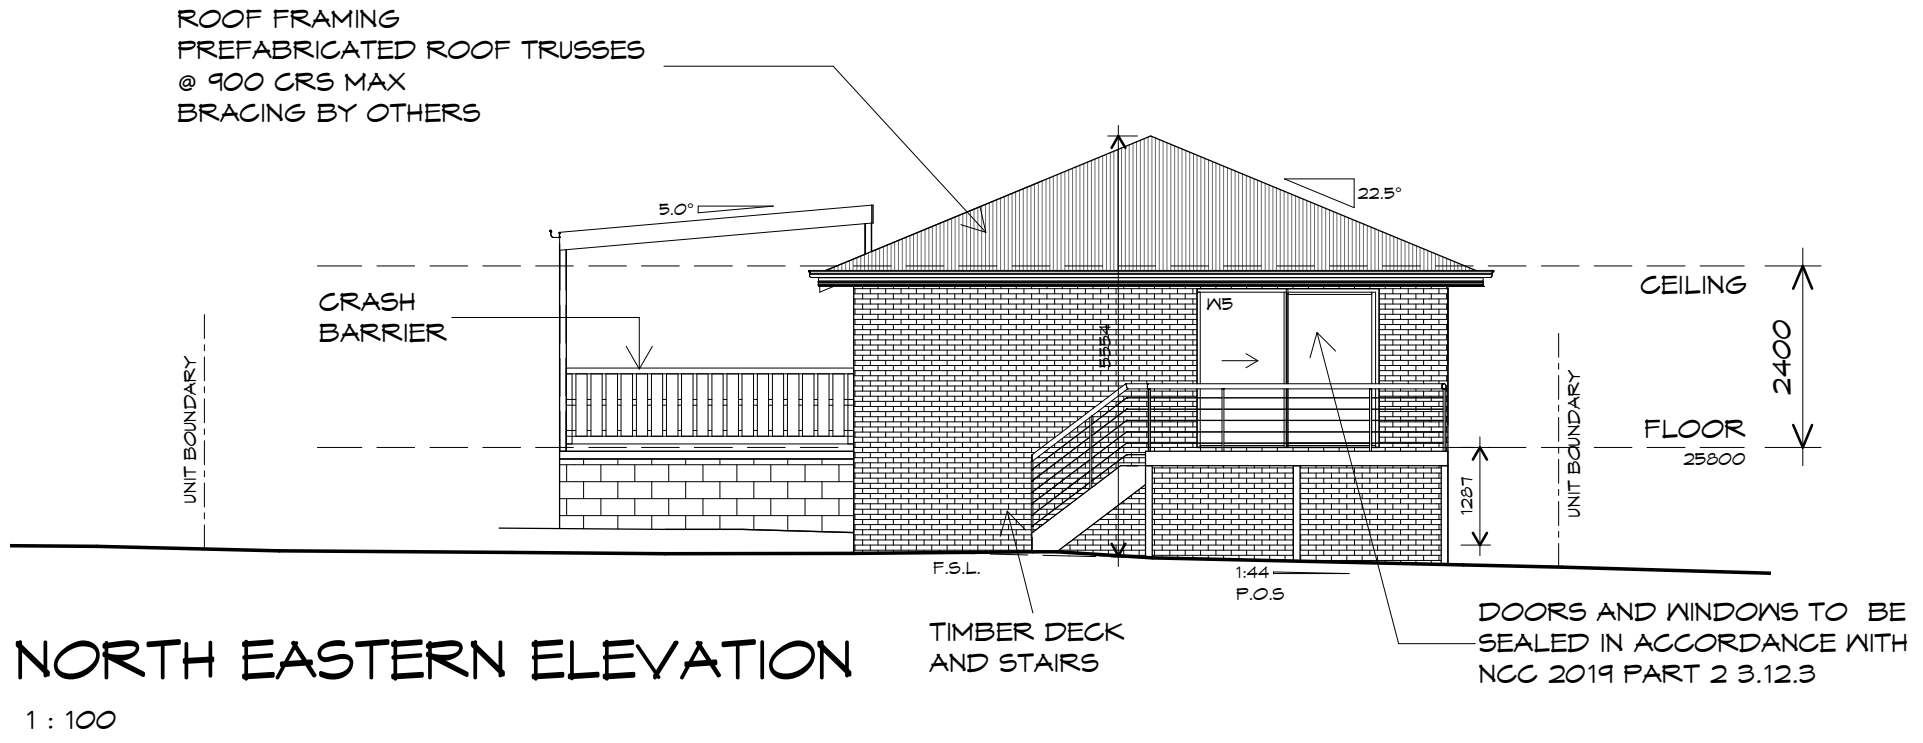 ROOF FRAMING
PREFABRICATED ROOF TRUSSES
@ 900 CRS MAX
BRACING BY OTHERS
5.0°
22.5°
CEILING
CRASH
BARRIER
W5
5554
2400
UNIT BOUNDARY
UNIT BOUNDARY
FLOOR
25800
1287
F.S.L.
1:44
P.O.S
TIMBER DECK
AND STAIRS
DOORS AND WINDOWS TO BE
SEALED IN ACCORDANCE WITH
NCC 2019 PART 2 3.12.3
NORTH EASTERN ELEVATION
1 : 100